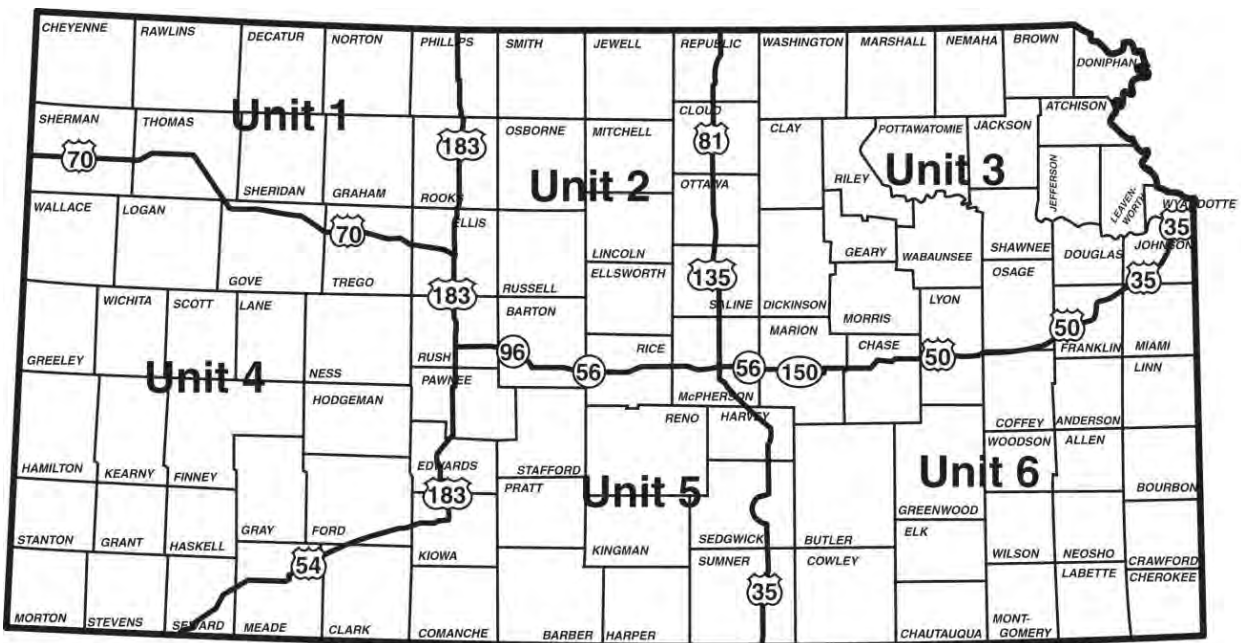 CHEYENNE
RAWLINS
DECATUR
NORTON
PHILLIPS
SMITH
JEWELL
REPUBLIC
WASHINGTON
MARSHALL
NEMAHA
BROWN
DONIPHAN
ATCHISON
Unit 1
SHERMAN
THOMAS
SHERIDAN
GRAHAM
ROOKS
183
OSBORNE
MITCHELL
CLOUD
81
CLAY
RILEY
POTTAWATOMIE
JACKSON
JEFFERSON
LEAVEN-
WORTH
WYANDOTTE
70
Unit 2
OTTAWA
Unit 3
WALLACE
LOGAN
GOVE
TREGO
70
ELLIS
183
RUSSELL
LINCOLN
ELLSWORTH
135
SALINE
DICKINSON
GEARY
WABAUNSEE
SHAWNEE
DOUGLAS
JOHNSON
35
35
GREELEY
WICHITA
SCOTT
LANE
NESS
RUSH
BARTON
96
RICE
56
McPHERSON
56
MARION
150
MORRIS
CHASE
LYON
50
OSAGE
50
FRANKLIN
MIAMI
Unit 4
HODGEMAN
PAWNEE
RENO
HARVEY
COFFEY
ANDERSON
LINN
HAMILTON
KEARNY
FINNEY
EDWARDS
183
STAFFORD
PRATT
Unit 5
Unit 6
WOODSON
ALLEN
BOURBON
STANTON
GRANT
HASKELL
GRAY
FORD
KIOWA
KINGMAN
SEDGWICK
BUTLER
GREENWOOD
ELK
WILSON
NEOSHO
CRAWFORD
54
SUMNER
35
COWLEY
LABETTE
CHEROKEE
MORTON
STEVENS
SEWARD
MEADE
CLARK
COMANCHE
BARBER
HARPER
CHAUTAUQUA
MONT-
GOMERY